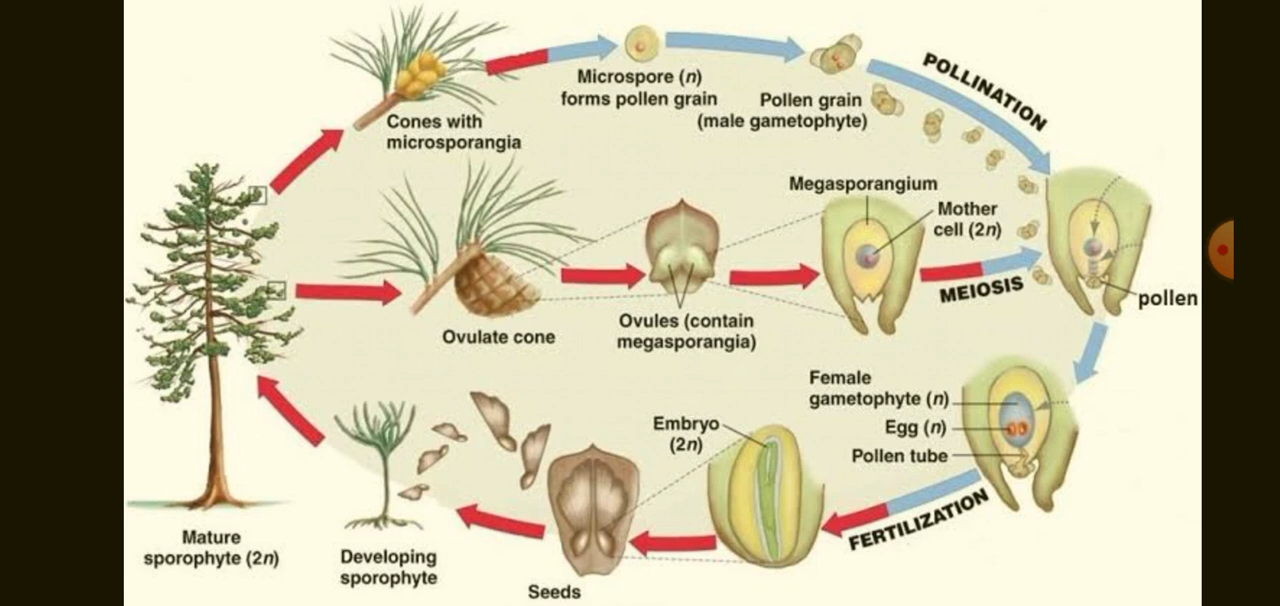 Microspore (n)
forms pollen grain
Pollen grain
(male gametophyte)
POLLINATION
Cones with
microsporangia
Megasporangium
Mother
cell (2n)
MEIOSIS
pollen
Ovulate cone
Ovules (contain
megasporangia)
Female
gametophyte (n)
Egg (n)
Pollen tube
FERTILIZATION
Embryo
(2n)
Seeds
Developing
sporophyte
Mature
sporophyte (2n)